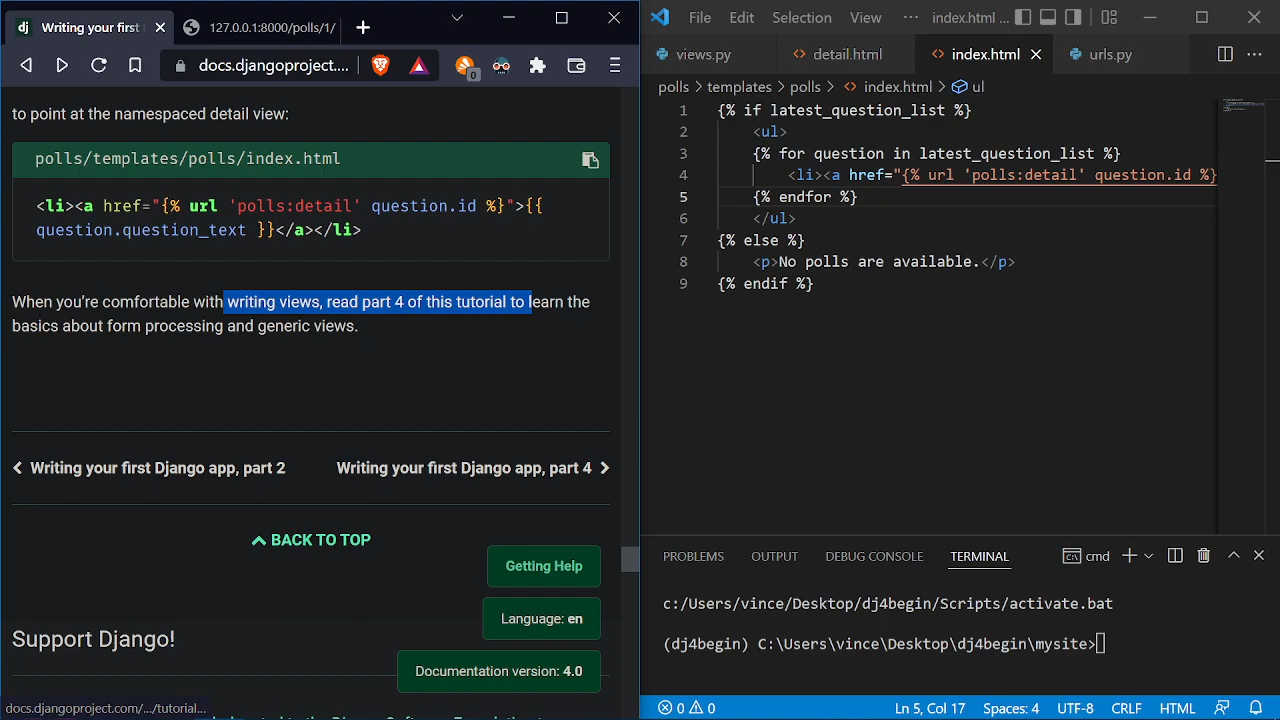 dj Writing your first
127.0.0.1:8000/polls/1/
docs.djangoproject....
0
to point at the namespaced detail view:
polls/templates/polls/index.html
<li><a href="{% url 'polls:detail' question.id %}">{{
question.question_text }}</a></li>
When you're comfortable with writing views, read part 4 of this tutorial to learn the
basics about form processing and generic views.
Writing your first Django app, part 2
Writing your first Django app, part 4
BACK TO TOP
Getting Help
Language: en
Support Django!
Documentation version: 4.0
docs.djangoproject.com/.../tutorial...
File Edit Selection View ··· index.html ...
views.py
detail.html
index.html
urls.py
polls > templates > polls > index.html > ul
1 {% if latest_question_list %}
2 <ul>
3 {% for question in latest_question_list %}
4 <li><a href="{% url 'polls:detail' question.id %}
5 {% endfor %}
6 </ul>
7 {% else %}
8 <p>No polls are available.</p>
9 {% endif %}
PROBLEMS OUTPUT DEBUG CONSOLE TERMINAL cmd
c:/Users/vince/Desktop/dj4begin/Scripts/activate.bat
(dj4begin) C:\Users\vince\Desktop\dj4begin\mysite>
0 0 Ln 5, Col 17 Spaces: 4 UTF-8 CRLF HTML